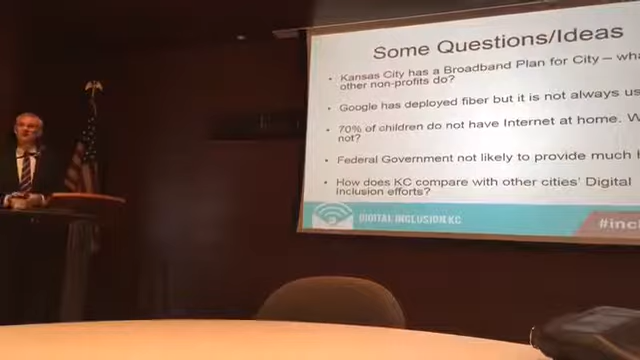 Some Questions/Ideas
• Kansas City has a Broadband Plan for City – wha
other non-profits do?
• Google has deployed fiber but it is not always us
• 70% of children do not have Internet at home. W
not?
• Federal Government not likely to provide much
• How does KC compare with other cities' Digital
Inclusion efforts?
DIGITAL INCLUSION KC
#inc